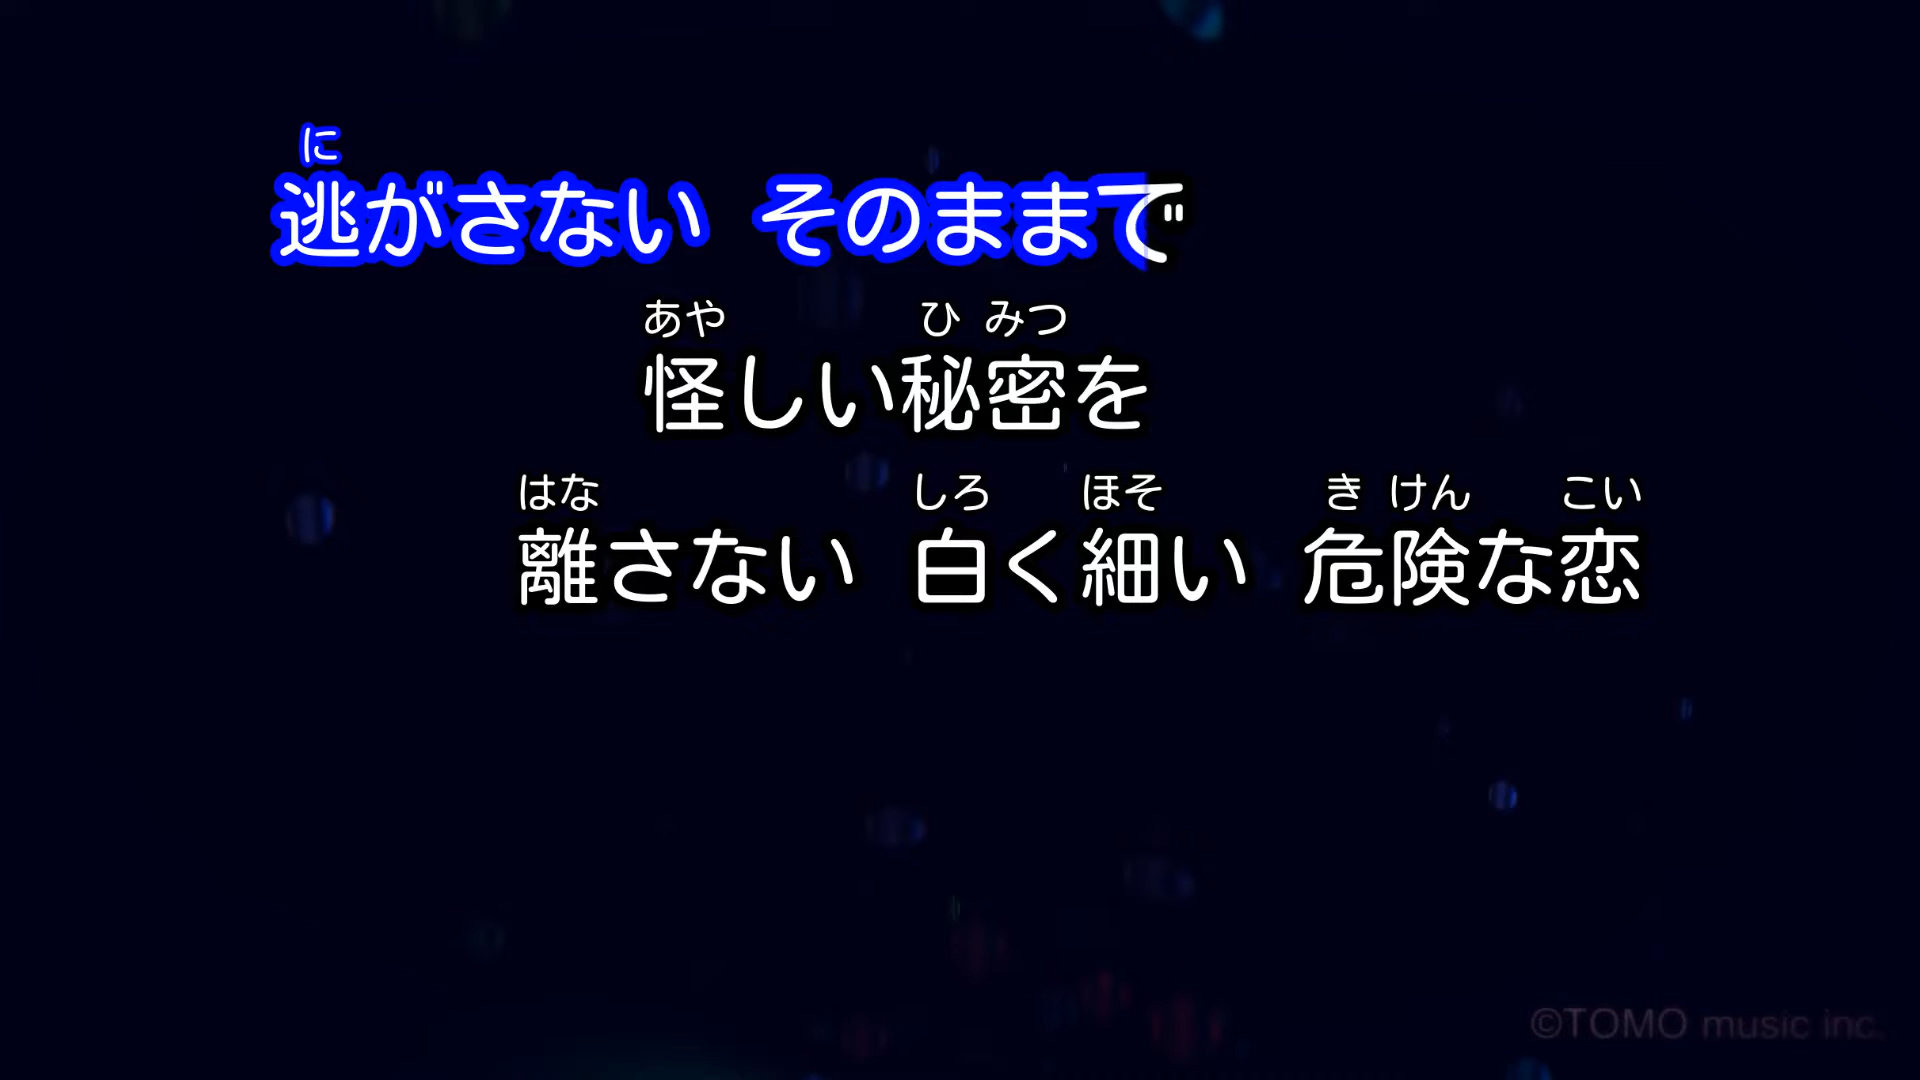 に
逃がさない そのままで
あや ひ みつ
怪しい秘密を
はな しろ ほそ き けん こい
離さない 白く細い 危険な恋
©TOMO music inc.